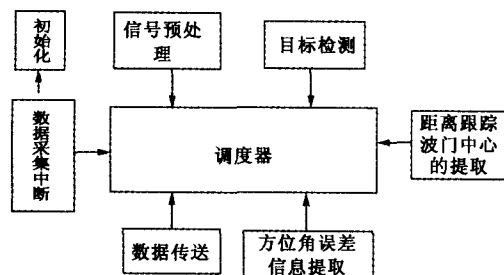 初始化
信号预处
理
目标检测
数据采集中断
调度器
距离跟踪
波门中心
的提取
数据传送
方位角误差
信息提取